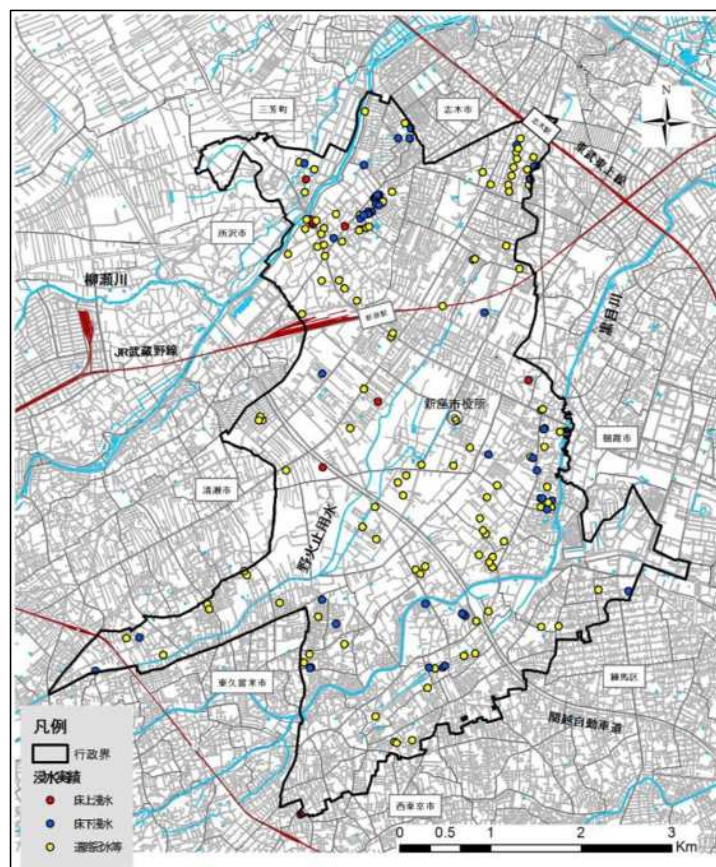 三芳町
志木市
志木駅
N
東武東上線
所沢市
柳瀬川
黒目川
新座駅
JR武蔵野線
新座市役所
朝霞市
清瀬市
野火止用水
東久留米市
練馬区
関越自動車道
凡例
行政界
浸水実績
床上浸水
床下浸水
道路冠水等
西東京市
0 0.5 1 2 3
Km